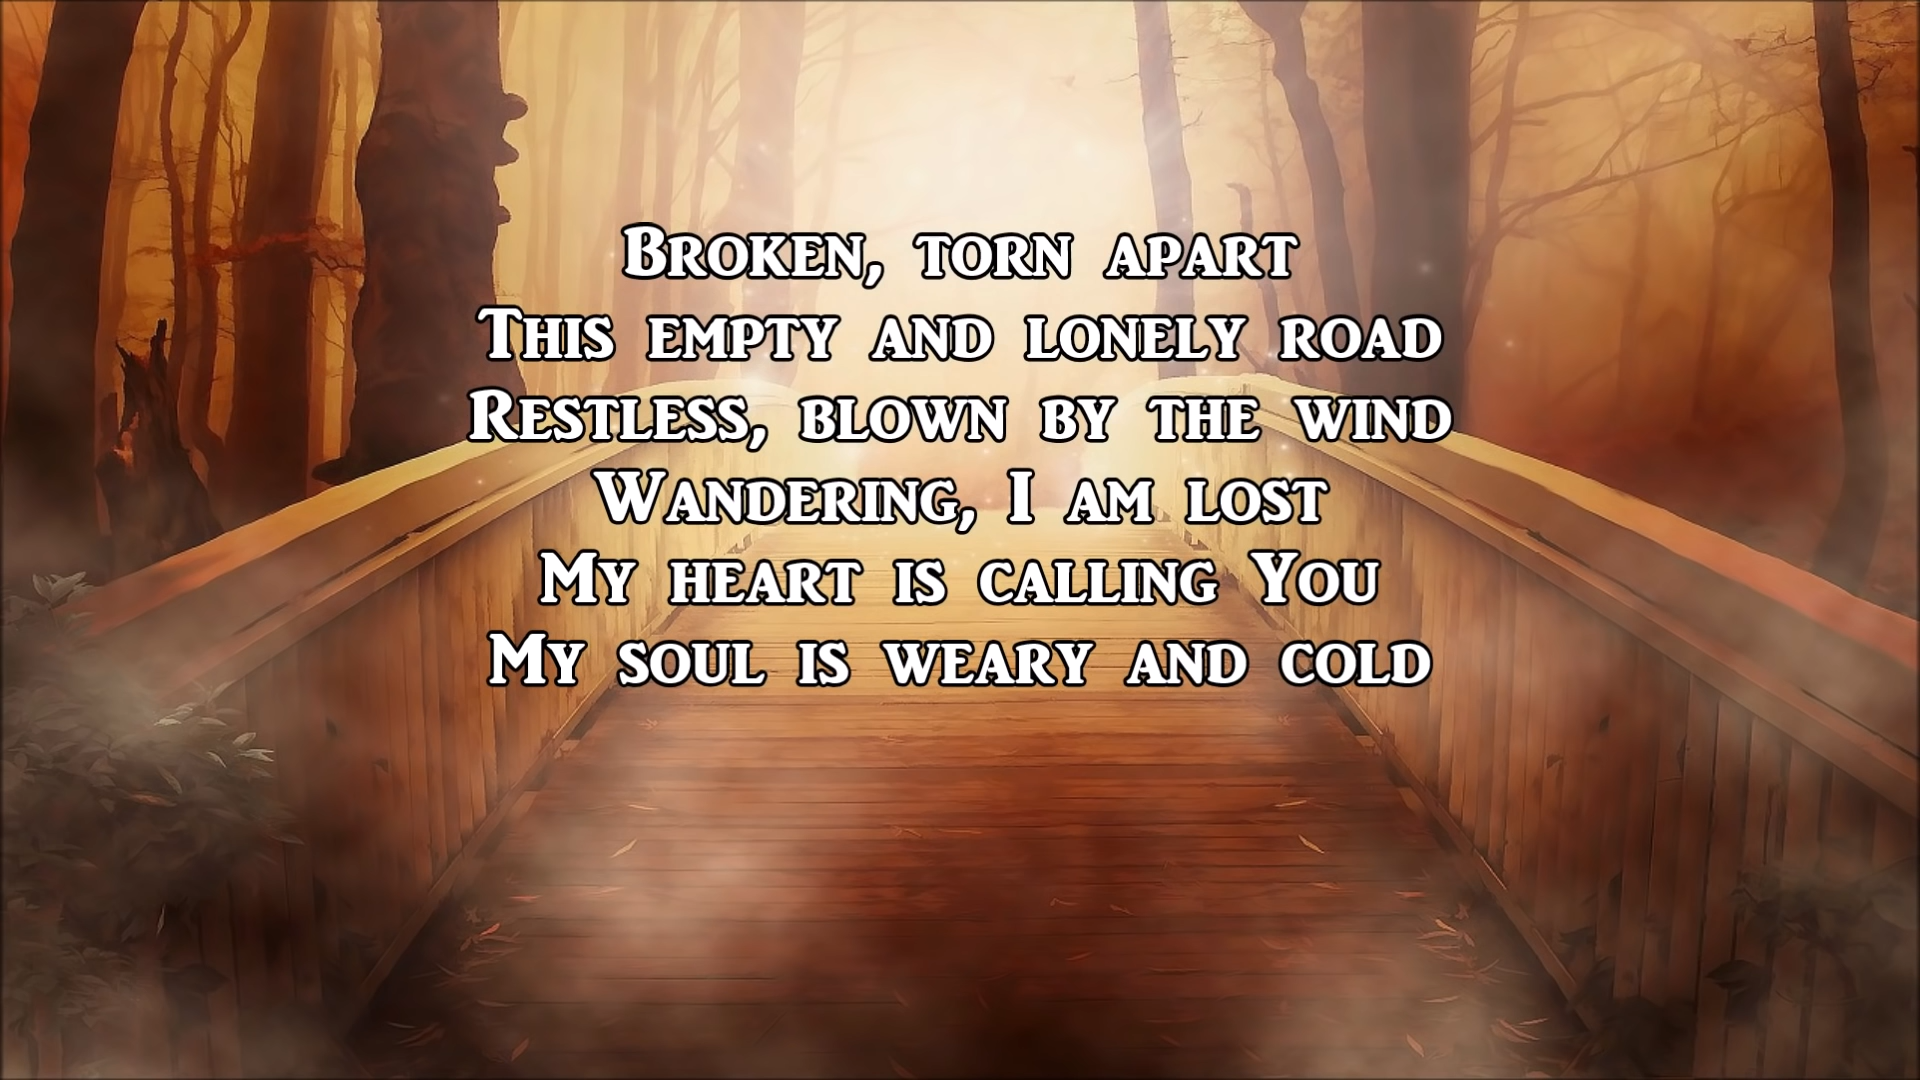 Broken, torn apart
This empty and lonely road
Restless, blown by the wind
Wandering, I am lost
My heart is calling You
My soul is weary and cold